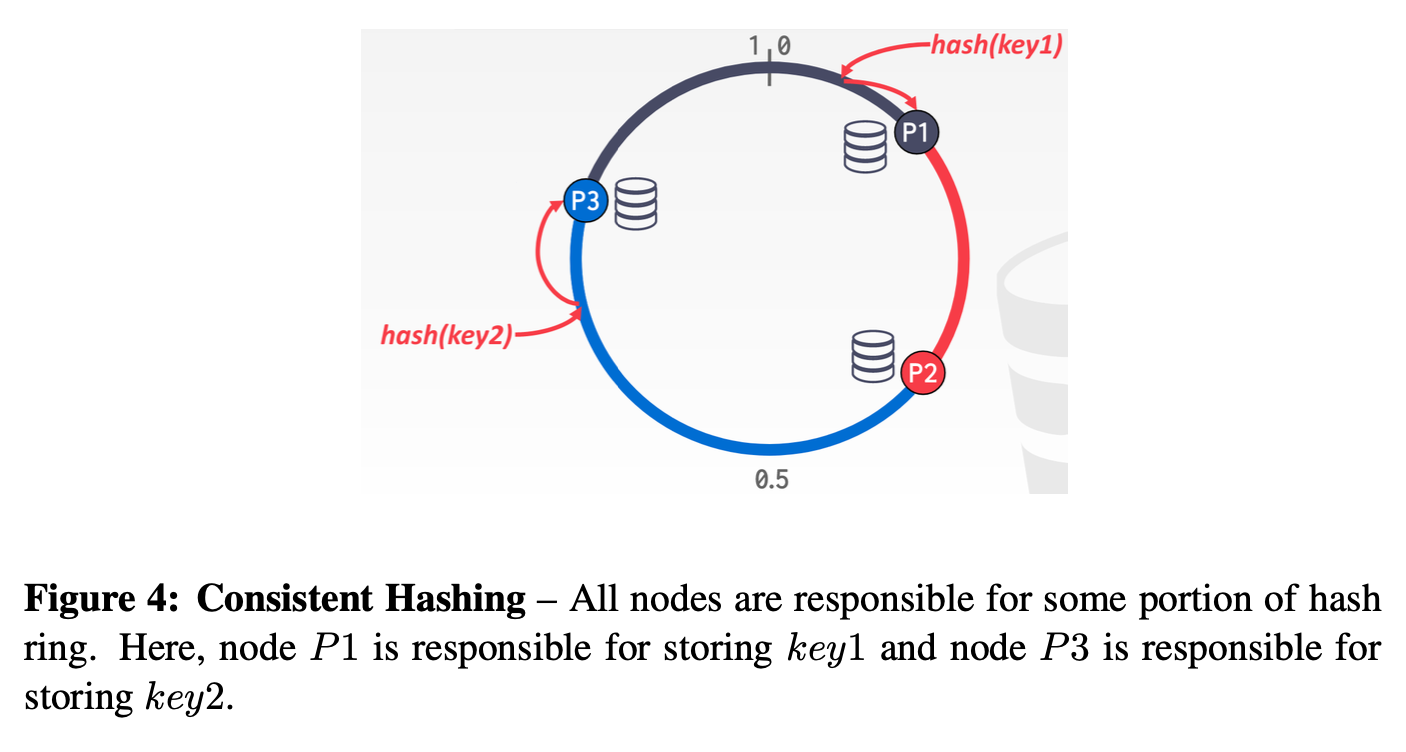 1 0
hash(key1)
P1
P3
hash(key2)
P2
0.5
Figure 4: Consistent Hashing – All nodes are responsible for some portion of hash
ring. Here, node P1 is responsible for storing key1 and node P3 is responsible for
storing key2.